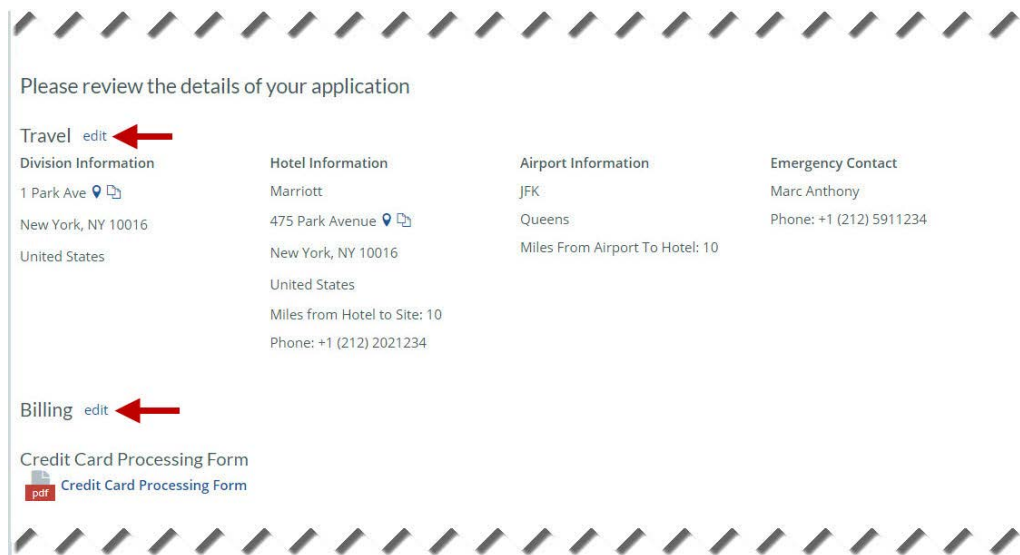 Please review the details of your application
Travel edit
Division Information
1 Park Ave
New York, NY 10016
United States
Hotel Information
Marriott
475 Park Avenue
New York, NY 10016
United States
Miles from Hotel to Site: 10
Phone: +1 (212) 2021234
Airport Information
JFK
Queens
Miles From Airport To Hotel: 10
Emergency Contact
Marc Anthony
Phone: +1 (212) 5911234
Billing edit
Credit Card Processing Form
pdf Credit Card Processing Form